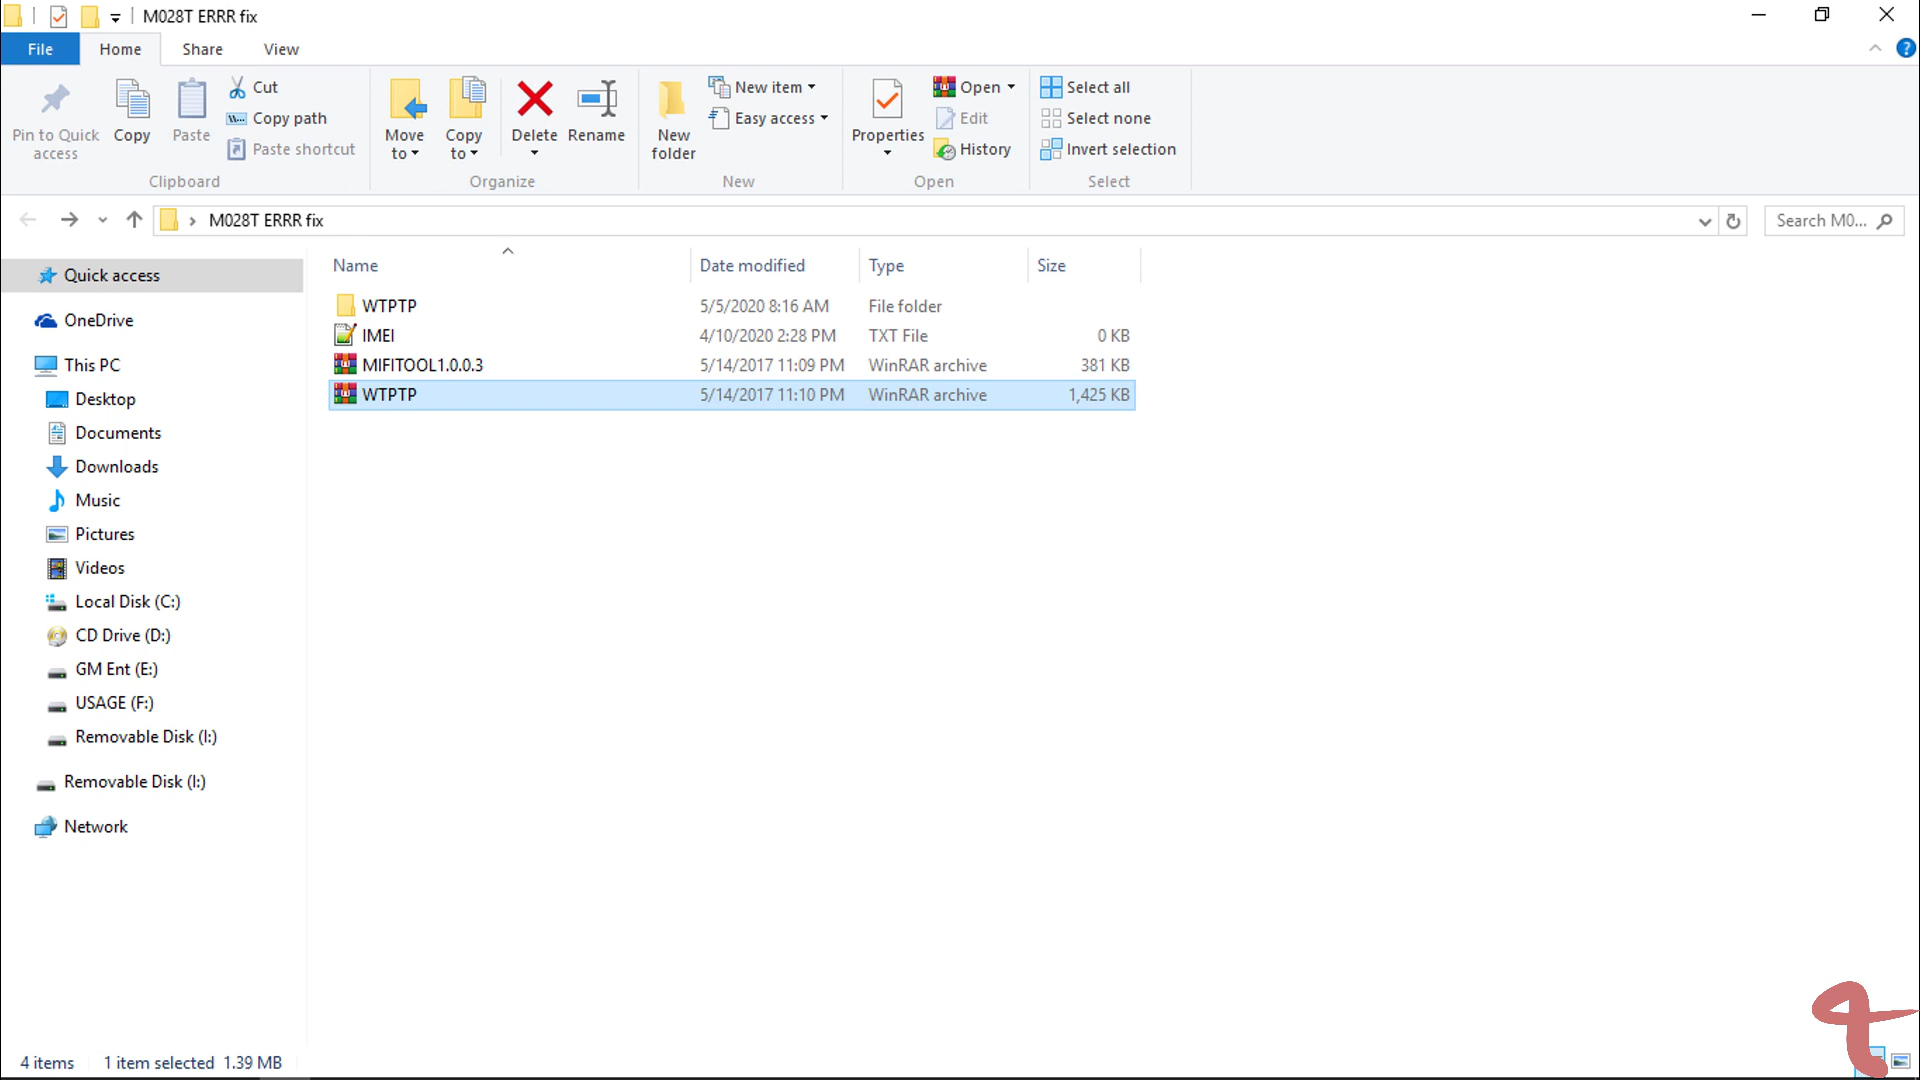 M028T ERRR fix
File Home Share View
Pin to Quick access
Copy
Paste
Cut
Copy path
Paste shortcut
Clipboard
Move to
Copy to
Delete
Rename
Organize
New folder
New item
Easy access
New
Properties
Open
Edit
History
Open
Select all
Select none
Invert selection
Select
M028T ERRR fix
Search M0...
Name Date modified Type Size
WTPTP 5/5/2020 8:16 AM File folder
IMEI 4/10/2020 2:28 PM TXT File 0 KB
MIFITOOL1.0.0.3 5/14/2017 11:09 PM WinRAR archive 381 KB
WTPTP 5/14/2017 11:10 PM WinRAR archive 1,425 KB
Quick access
OneDrive
This PC
Desktop
Documents
Downloads
Music
Pictures
Videos
Local Disk (C:)
CD Drive (D:)
GM Ent (E:)
USAGE (F:)
Removable Disk (I:)
Removable Disk (I:)
Network
4 items 1 item selected 1.39 MB